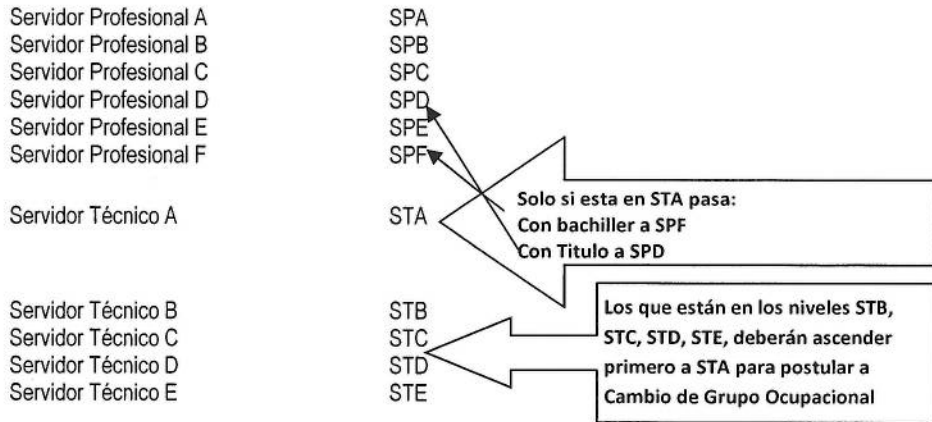 Servidor Profesional A SPA
Servidor Profesional B SPB
Servidor Profesional C SPC
Servidor Profesional D SPD
Servidor Profesional E SPE
Servidor Profesional F SPF
Solo si esta en STA pasa:
Con bachiller a SPF
Con Titulo a SPD
Servidor Técnico A STA
Servidor Técnico B STB
Servidor Técnico C STC
Servidor Técnico D STD
Servidor Técnico E STE
Los que están en los niveles STB,
STC, STD, STE, deberán ascender
primero a STA para postular a
Cambio de Grupo Ocupacional